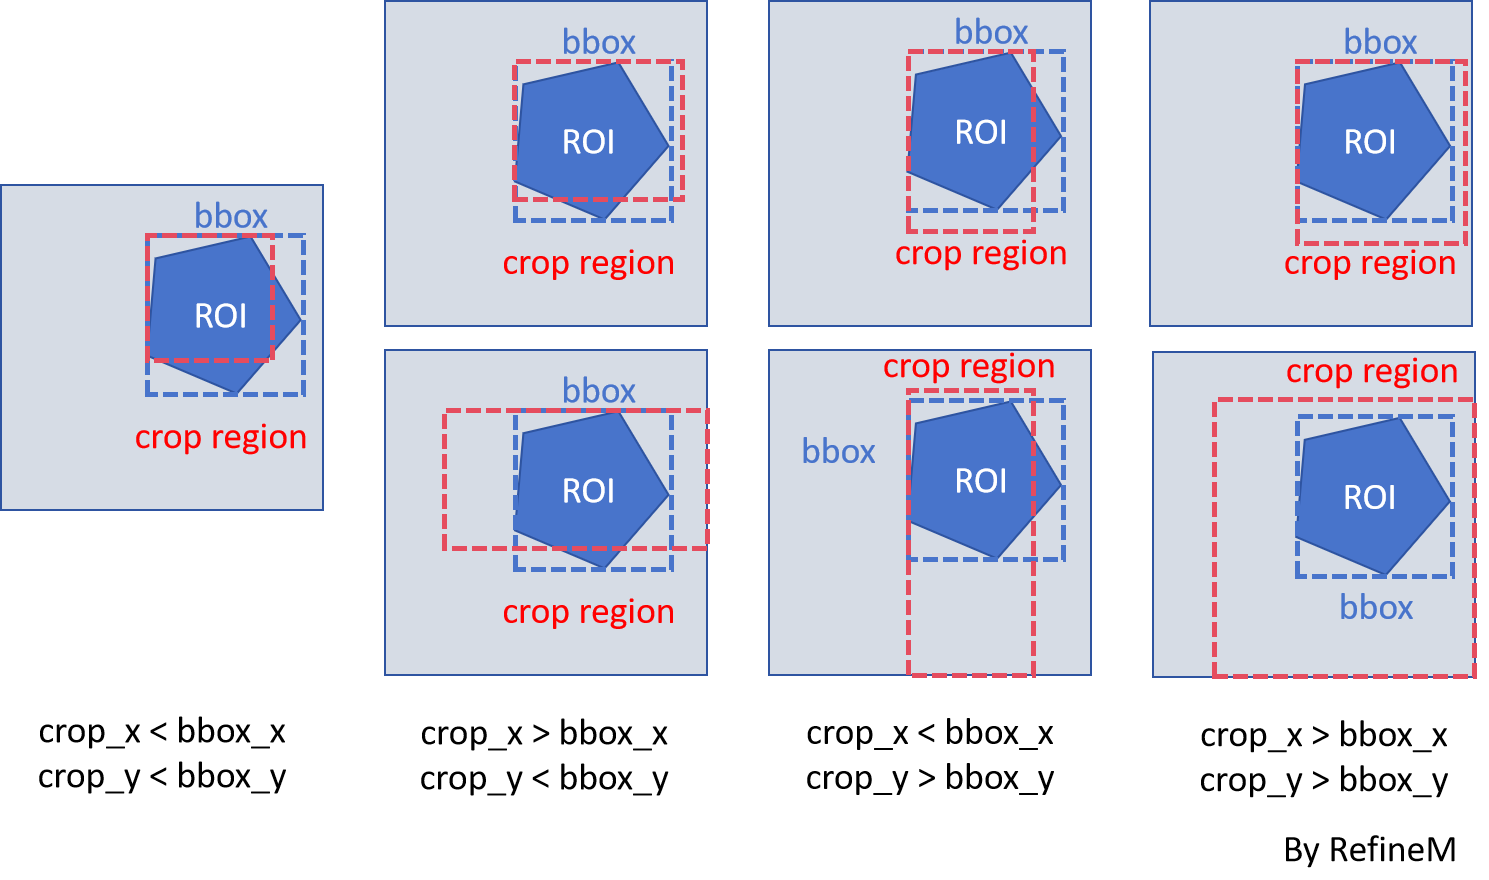 bbox
ROI
crop region
bbox
ROI
crop region
bbox
ROI
crop region
bbox
ROI
crop region
bbox
ROI
crop region
crop region
bbox
ROI
crop region
ROI
bbox
crop_x < bbox_x
crop_y < bbox_y
crop_x > bbox_x
crop_y < bbox_y
crop_x < bbox_x
crop_y > bbox_y
crop_x > bbox_x
crop_y > bbox_y
By RefineM